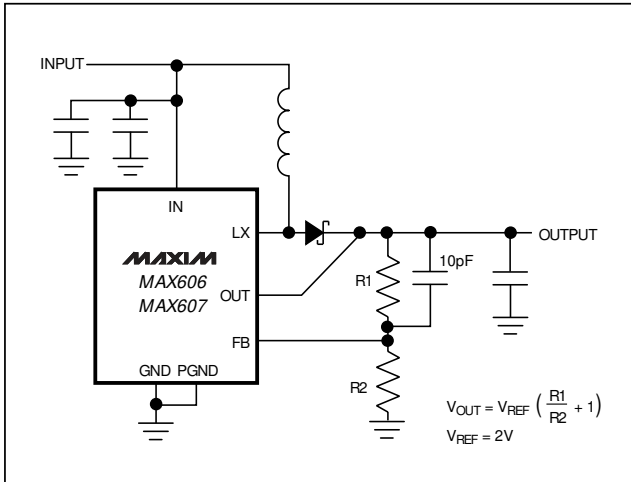 INPUT
IN
LX
MAXIM
MAX606
MAX607
OUT
FB
GND PGND
OUTPUT
R1
10pF
R2
V_OUT = V_REF ( R1/R2 + 1 )
V_REF = 2V